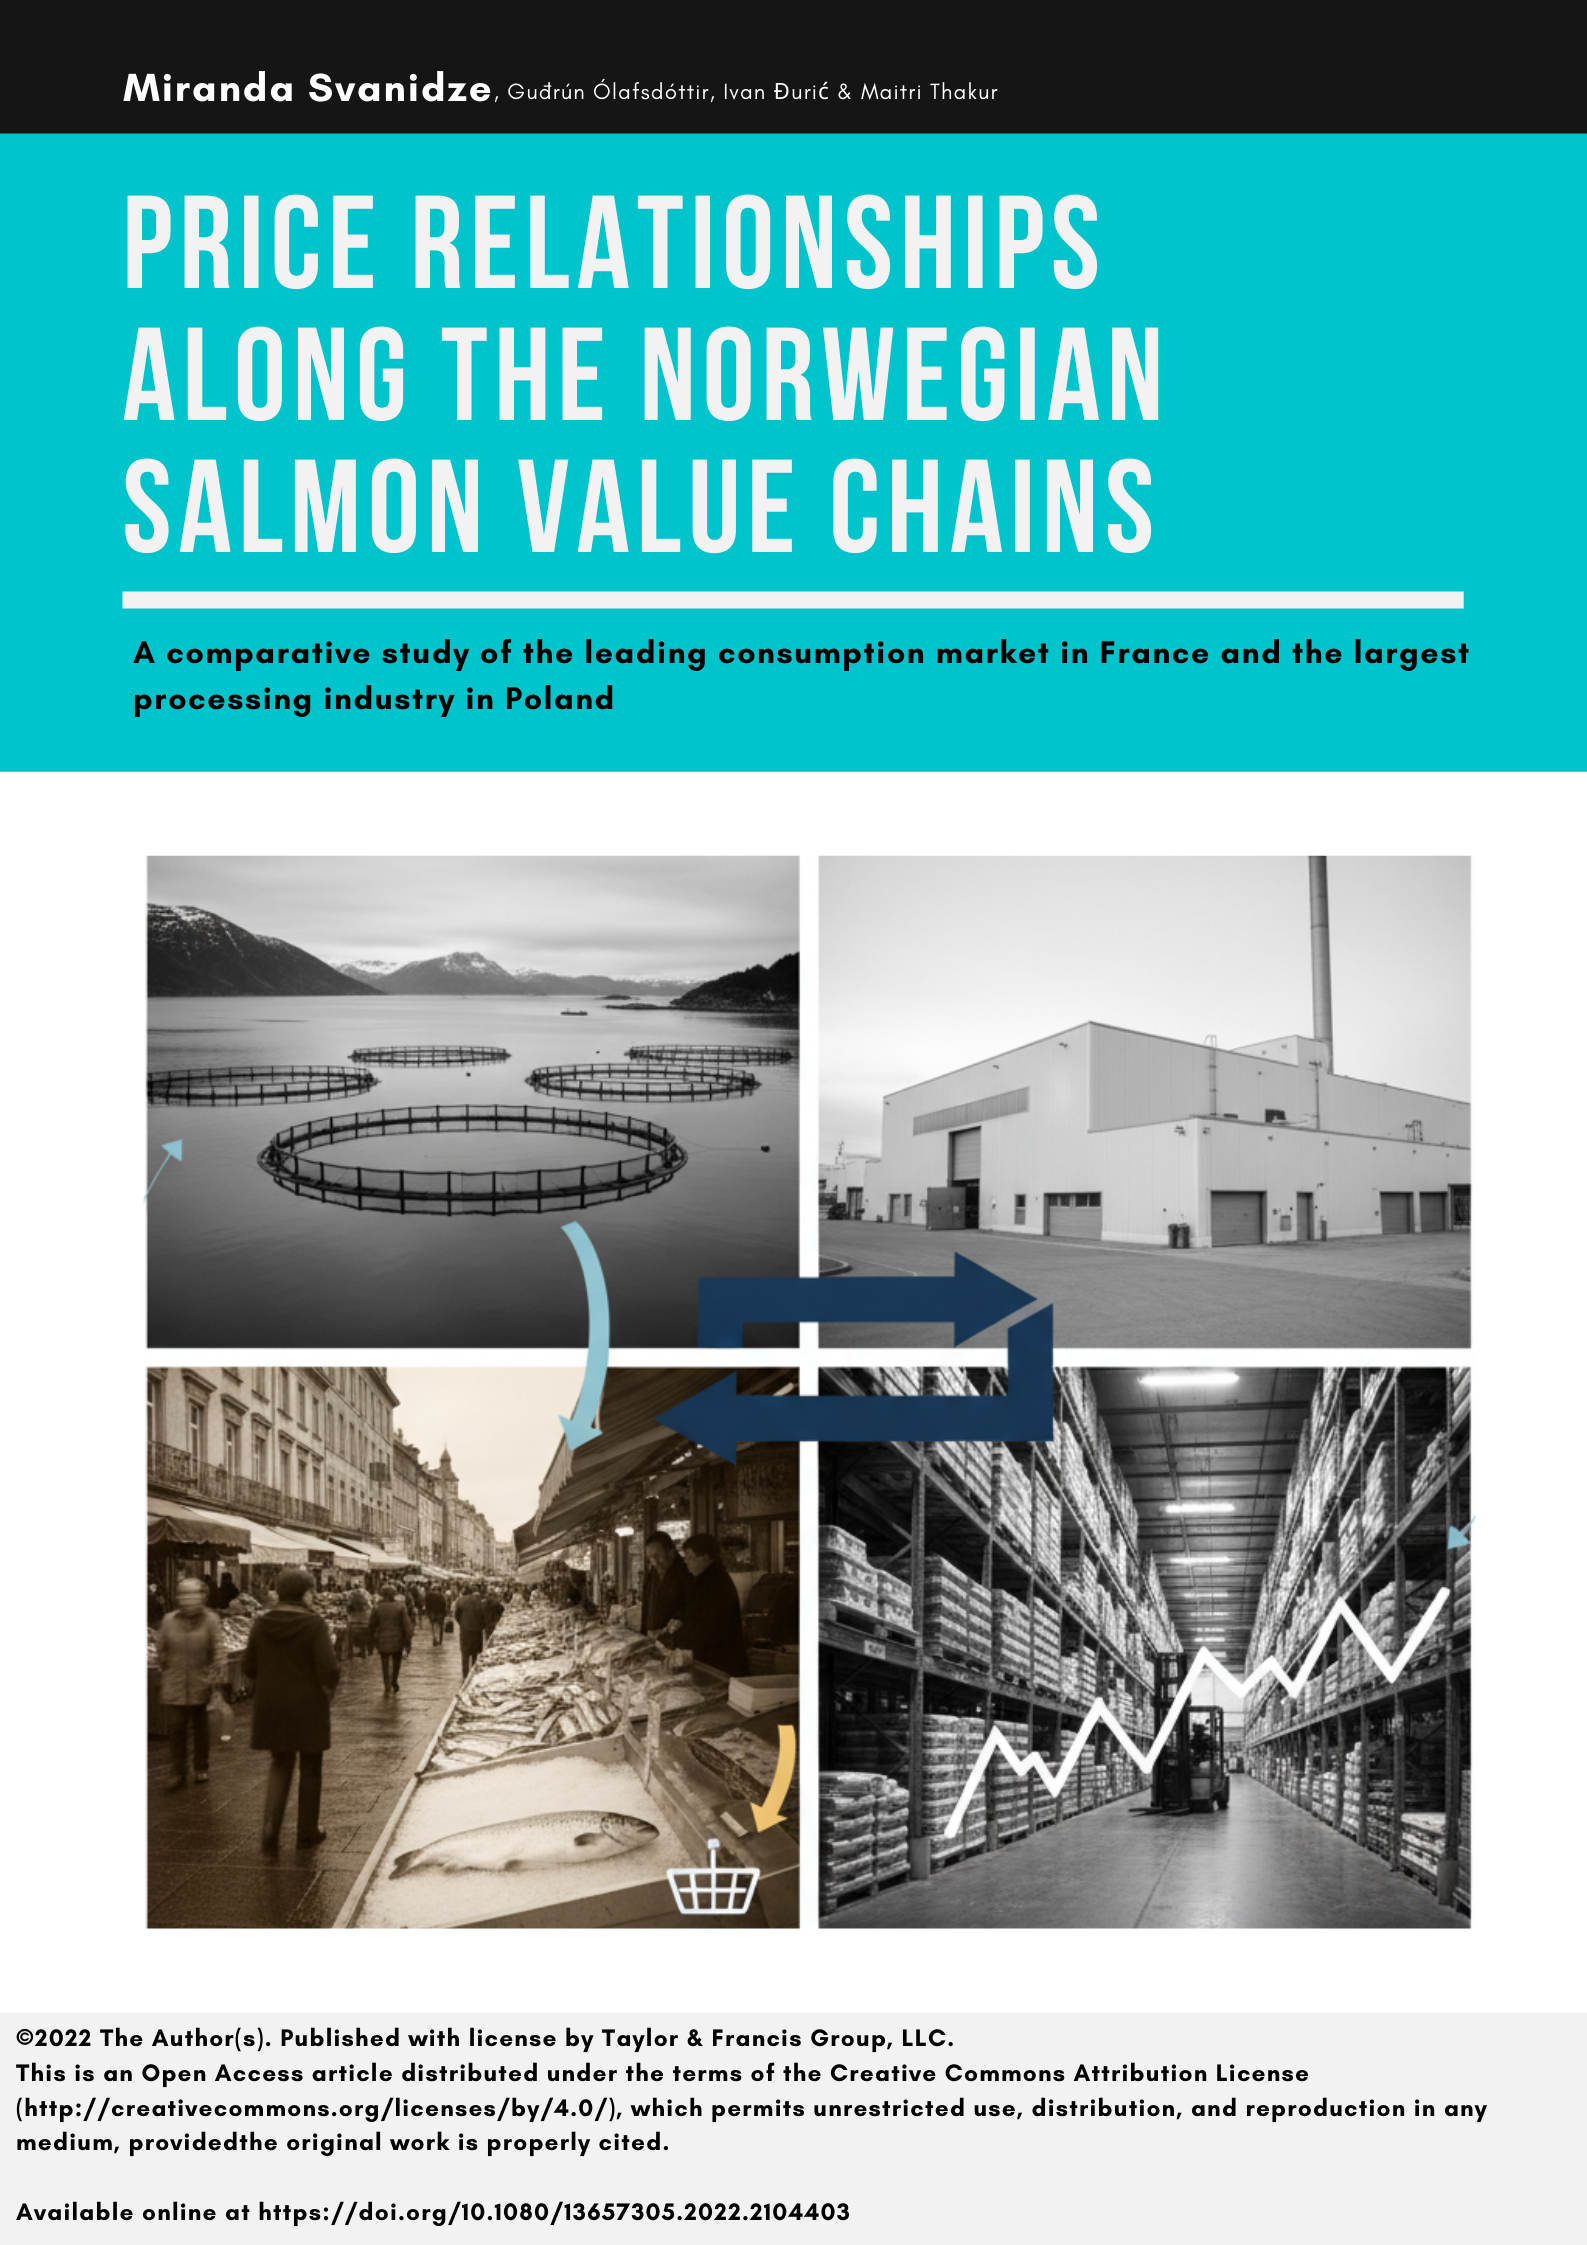 Miranda Svanidze, Guđrún Ólafsdóttir, Ivan Đurić & Maitri Thakur
PRICE RELATIONSHIPS
ALONG THE NORWEGIAN
SALMON VALUE CHAINS
A comparative study of the leading consumption market in France and the largest
processing industry in Poland
©2022 The Author(s). Published with license by Taylor & Francis Group, LLC.
This is an Open Access article distributed under the terms of the Creative Commons Attribution License
(http://creativecommons.org/licenses/by/4.0/), which permits unrestricted use, distribution, and reproduction in any
medium, providedthe original work is properly cited.
Available online at https://doi.org/10.1080/13657305.2022.2104403